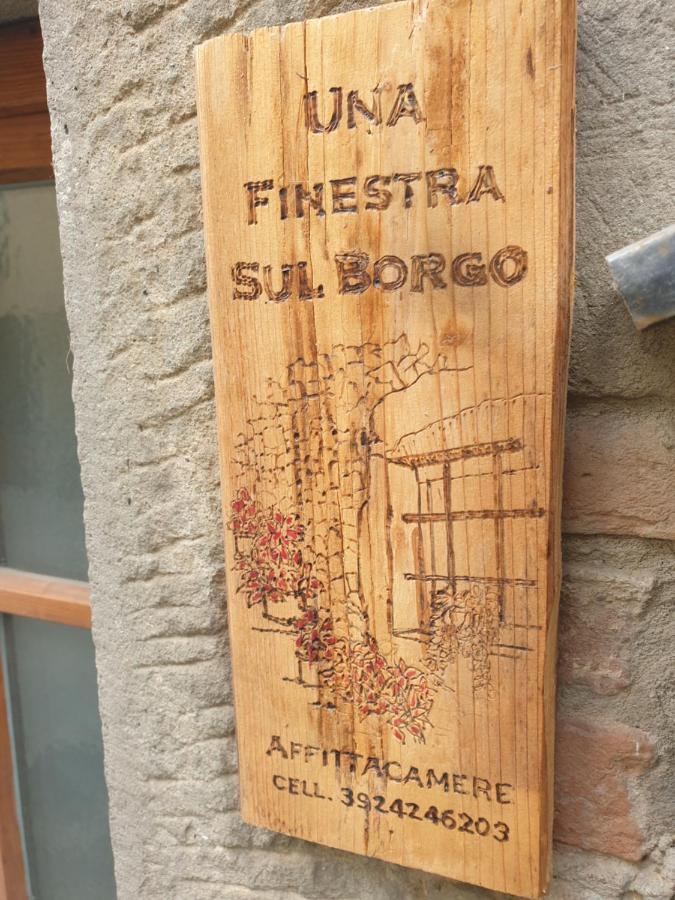 UNA
FINESTRA
SUL BORGO
AFFITTACAMERE
CELL. 3924246203